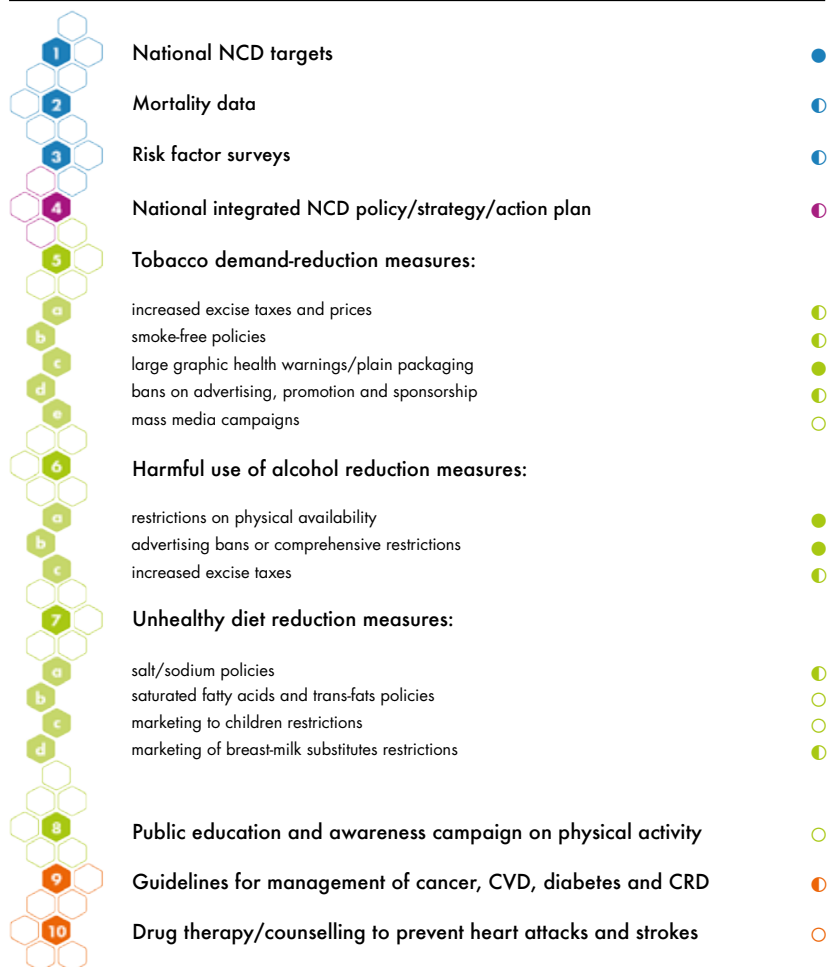 1 National NCD targets
2 Mortality data
3 Risk factor surveys
4 National integrated NCD policy/strategy/action plan
5 Tobacco demand-reduction measures:
a increased excise taxes and prices
b smoke-free policies
c large graphic health warnings/plain packaging
d bans on advertising, promotion and sponsorship
e mass media campaigns
6 Harmful use of alcohol reduction measures:
a restrictions on physical availability
b advertising bans or comprehensive restrictions
c increased excise taxes
7 Unhealthy diet reduction measures:
a salt/sodium policies
b saturated fatty acids and trans-fats policies
c marketing to children restrictions
d marketing of breast-milk substitutes restrictions
8 Public education and awareness campaign on physical activity
9 Guidelines for management of cancer, CVD, diabetes and CRD
10 Drug therapy/counselling to prevent heart attacks and strokes